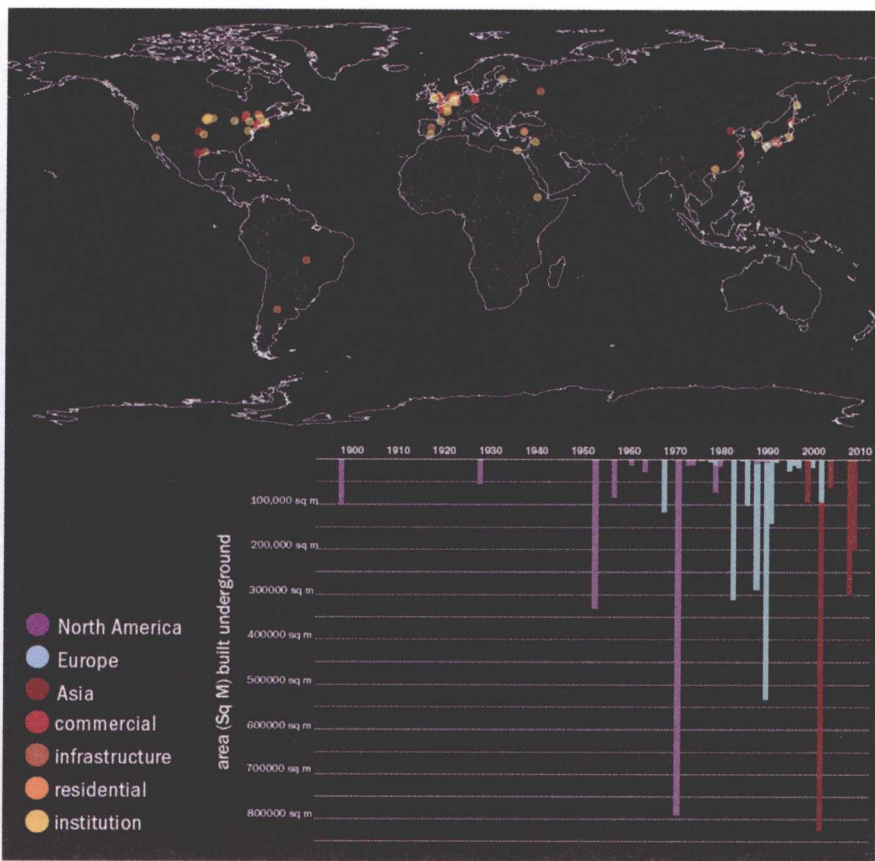 1900 1910 1920 1930 1940 1950 1960 1970 1980 1990 2000 2010
100,000 sq m
200,000 sq m
300000 sq m
400000 sq m
500000 sq m
600000 sq m
700000 sq m
800000 sq m
area (Sq M) built underground
North America
Europe
Asia
commercial
infrastructure
residential
institution